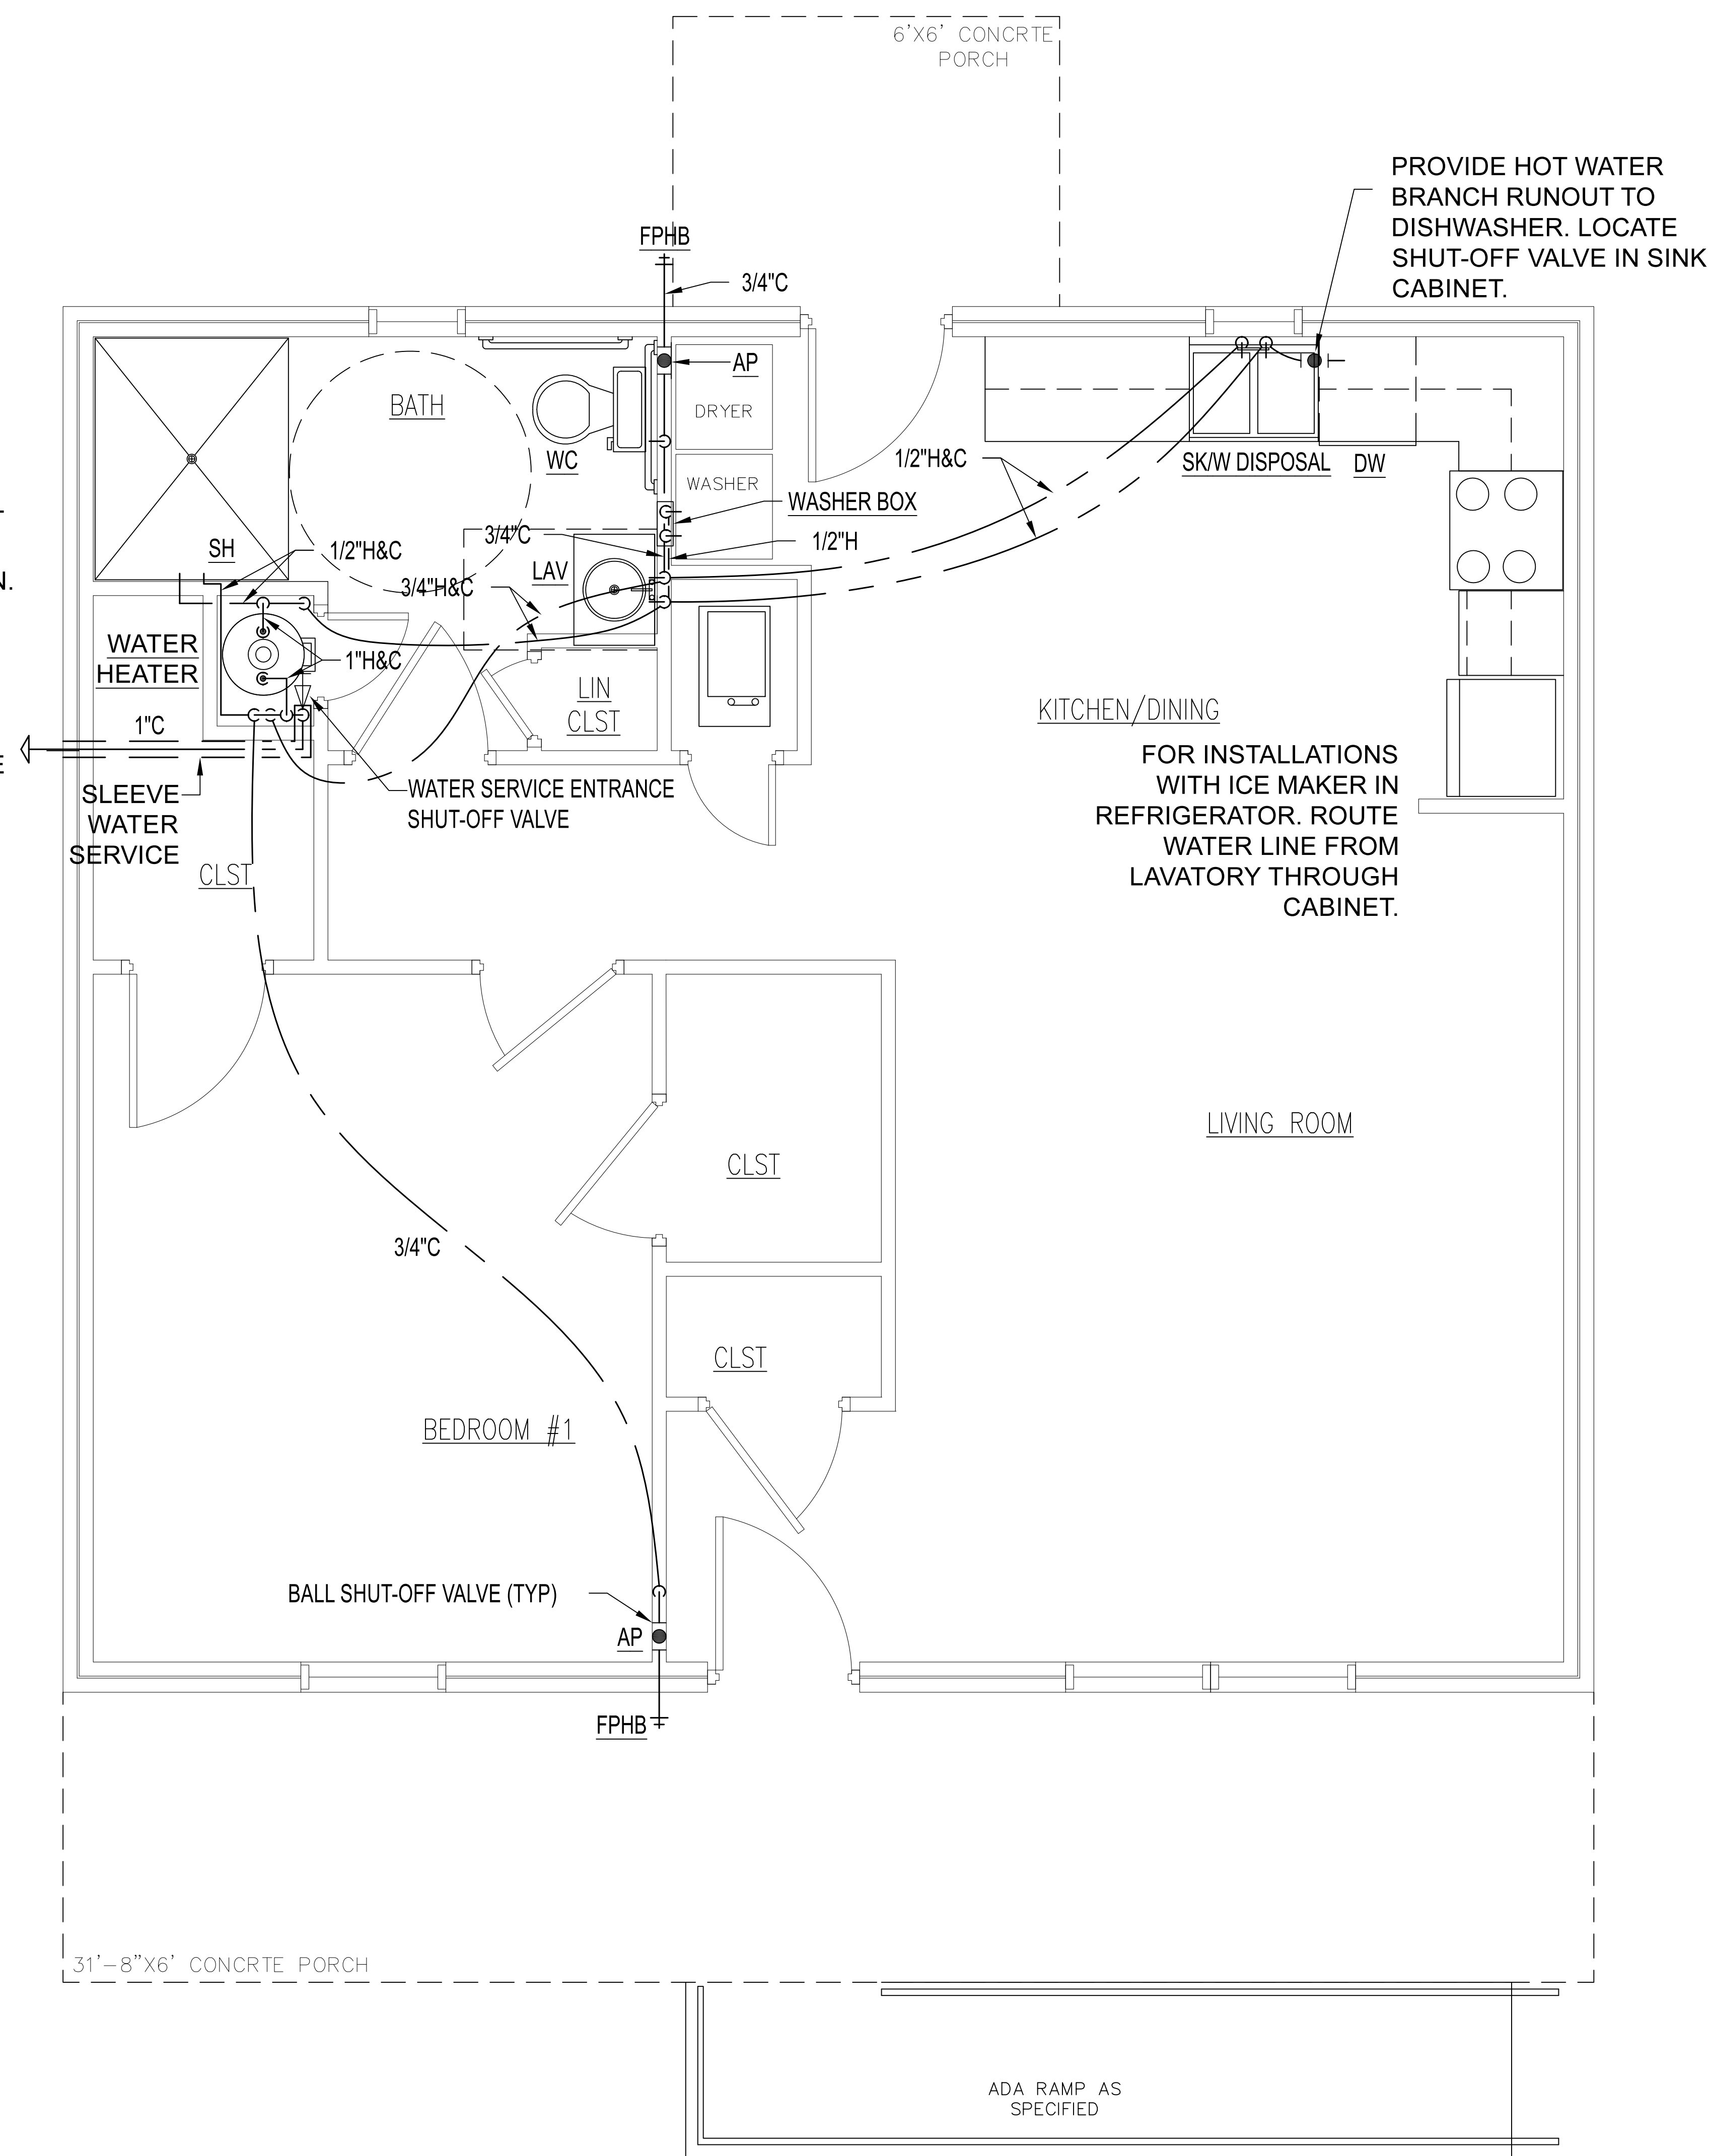 6'X6' CONCRTE
PORCH
PROVIDE HOT WATER
BRANCH RUNOUT TO
DISHWASHER. LOCATE
SHUT-OFF VALVE IN SINK
CABINET.
FPHB
3/4"C
AP
BATH
DRYER
WC
1/2"H&C
SK/W DISPOSAL
DW
WASHER
WASHER BOX
3/4"C
1/2"H
SH
1/2"H&C
LAV
3/4"H&C
N.
WATER
HEATER
1"H&C
LIN
CLST
KITCHEN/DINING
1"C
E
FOR INSTALLATIONS
WITH ICE MAKER IN
REFRIGERATOR. ROUTE
WATER LINE FROM
LAVATORY THROUGH
CABINET.
SLEEVE
WATER
SERVICE
WATER SERVICE ENTRANCE
SHUT-OFF VALVE
CLST
LIVING ROOM
CLST
3/4"C
CLST
BEDROOM #1
BALL SHUT-OFF VALVE (TYP)
AP
FPHB
31'-8"X6' CONCRTE PORCH
ADA RAMP AS
SPECIFIED